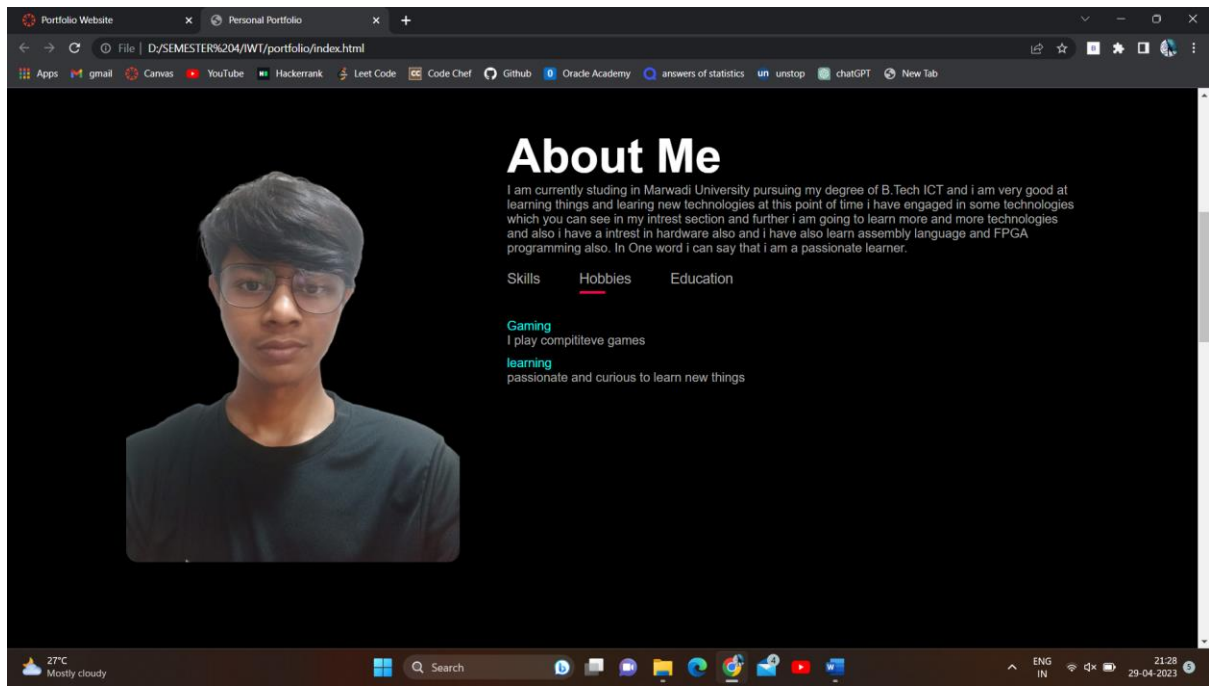 Portfolio Website
Personal Portfolio
File | D:/SEMESTER%204/IWT/portfolio/index.html
Apps gmail Canvas YouTube Hackerrank Leet Code CC Code Chef Github Oracle Academy answers of statistics un unstop chatGPT New Tab
About Me
I am currently studing in Marwadi University pursuing my degree of B.Tech ICT and i am very good at
learning things and learing new technologies at this point of time i have engaged in some technologies
which you can see in my intrest section and further i am going to learn more and more technologies
and also i have a intrest in hardware also and i have also learn assembly language and FPGA
programming also. In One word i can say that i am a passionate learner.
Skills Hobbies Education
Gaming
I play compititeve games
learning
passionate and curious to learn new things
27°C
Mostly cloudy
Search
4
ENG
IN
21:28
29-04-2023
5